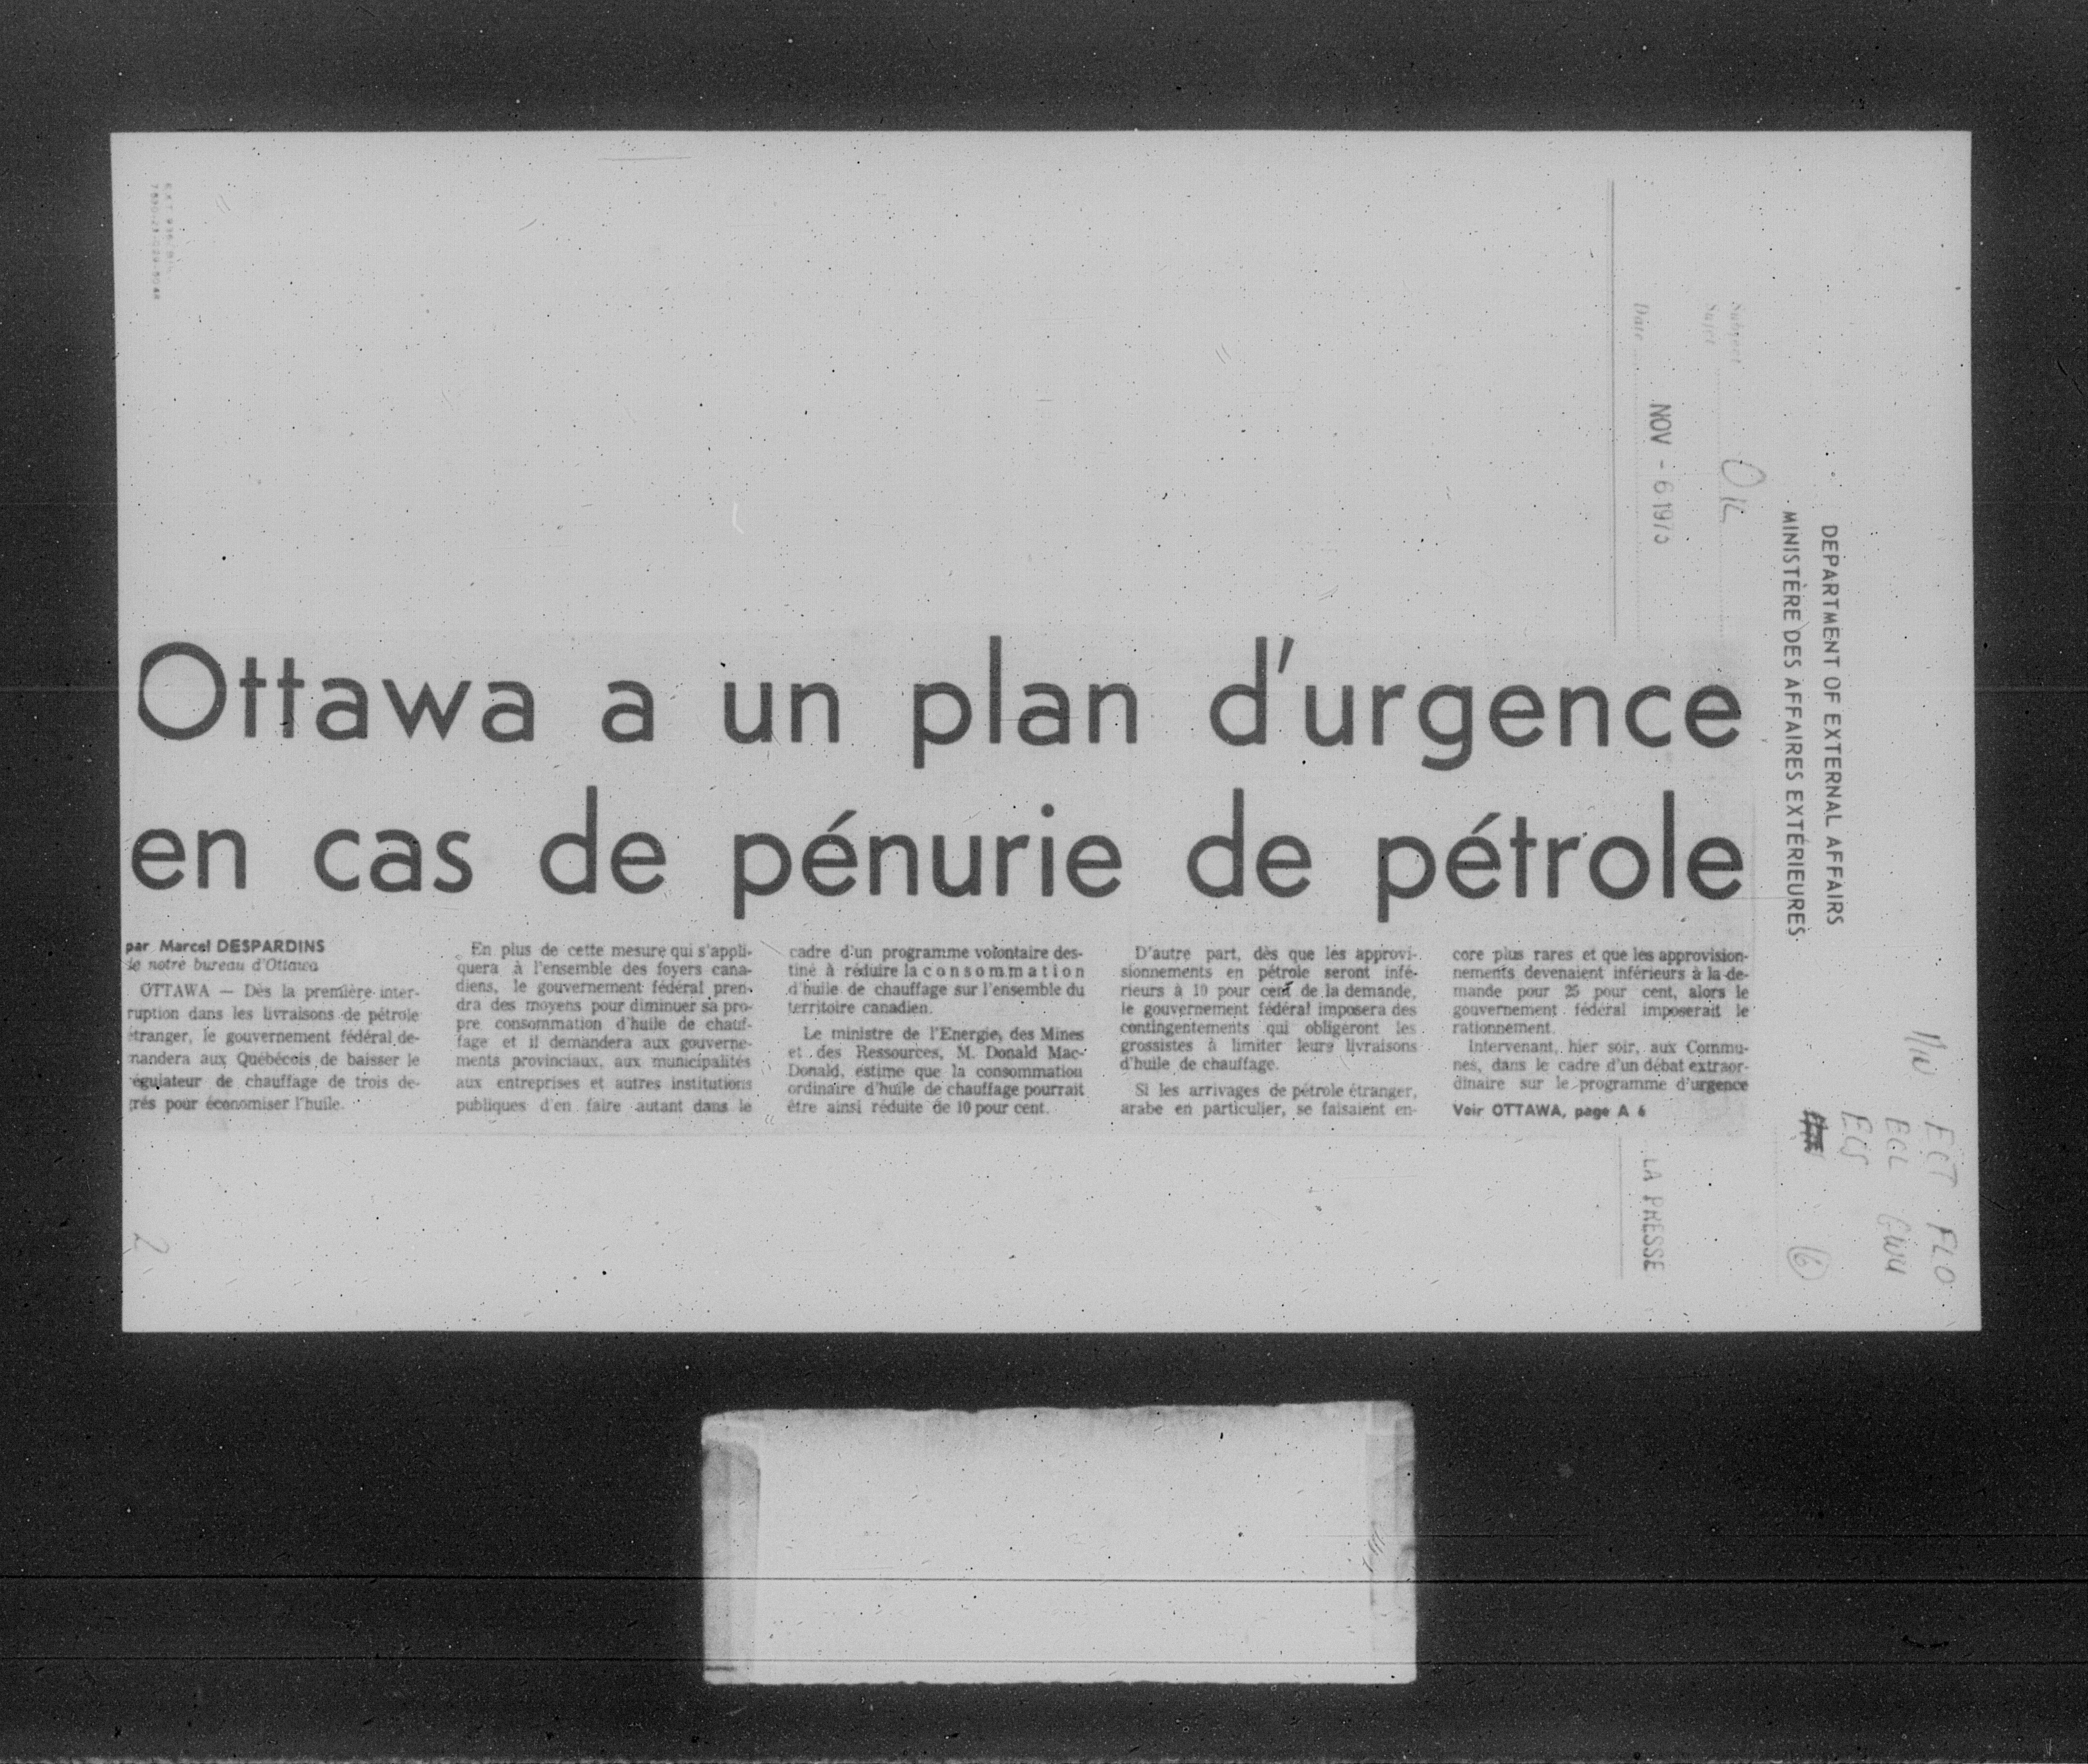 Ottawa a un plan d'urgence
en cas de pénurie de pétrole
par Marcel DESPARDINS
de notre bureau d'Ottawa
OTTAWA — Dès la première inter-
ruption dans les livraisons de pétrole
étranger, le gouvernement fédéral de-
mandera aux Québécois de baisser le
régulateur de chauffage de trois de-
grés pour économiser l'huile.
En plus de cette mesure qui s'appli-
quera à l'ensemble des foyers cana-
diens, le gouvernement fédéral pren-
dra des moyens pour diminuer sa pro-
pre consommation d'huile de chauf-
fage et il demandera aux gouverne-
ments provinciaux, aux municipalités
aux entreprises et autres institutions
publiques d'en faire autant dans le
cadre d'un programme volontaire des-
tiné à réduire la consommation
d'huile de chauffage sur l'ensemble du
territoire canadien.
Le ministre de l'Energie, des Mines
et des Ressources, M. Donald Mac-
Donald, estime que la consommation
ordinaire d'huile de chauffage pourrait
être ainsi réduite de 10 pour cent.
D'autre part, dès que les approvi-
sionnements en pétrole seront infé-
rieurs à 10 pour cent de la demande,
le gouvernement fédéral imposera des
contingentements qui obligeront les
grossistes à limiter leurs livraisons
d'huile de chauffage.
Si les arrivages de pétrole étranger,
arabe en particulier, se faisaient en-
core plus rares et que les approvision-
nements devenaient inférieurs à la de-
mande pour 25 pour cent, alors le
gouvernement fédéral imposerait le
rationnement.
Intervenant, hier soir, aux Commu-
nes, dans le cadre d'un débat extraor-
dinaire sur le programme d'urgence
Voir OTTAWA, page A 6
DEPARTMENT OF EXTERNAL AFFAIRS
MINISTÈRE DES AFFAIRES EXTÉRIEURES
Subject
Sujet
OIL
Date
NOV - 6 1973
LA PRESSE
ECT FLO
ECL GWU
ECS
6
2